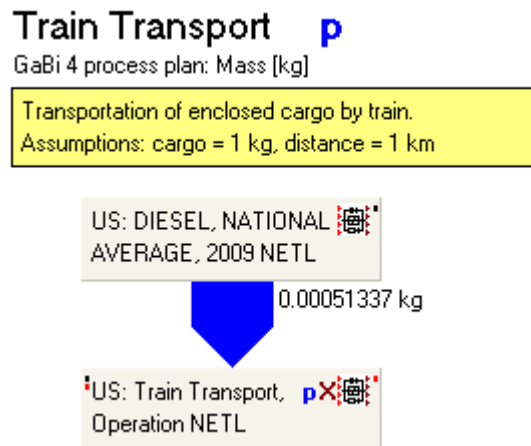 Train Transport p
GaBi 4 process plan: Mass [kg]
Transportation of enclosed cargo by train.
Assumptions: cargo = 1 kg, distance = 1 km
US: DIESEL, NATIONAL
AVERAGE, 2009 NETL
0.00051337 kg
US: Train Transport, pX
Operation NETL